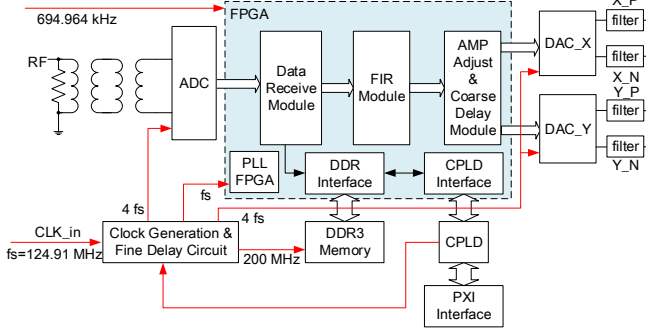 X_P
694.964 kHz
FPGA
filter
DAC_X
AMP
Adjust
&
Coarse
Delay
Module
RF
ADC
Data
Receive
Module
FIR
Module
filter
X_N
Y_P
filter
DAC_Y
filter
Y_N
PLL
FPGA
DDR
Interface
CPLD
Interface
4 fs
fs
4 fs
CLK_in
fs=124.91 MHz
Clock Generation &
Fine Delay Circuit
200 MHz
DDR3
Memory
CPLD
PXI
Interface